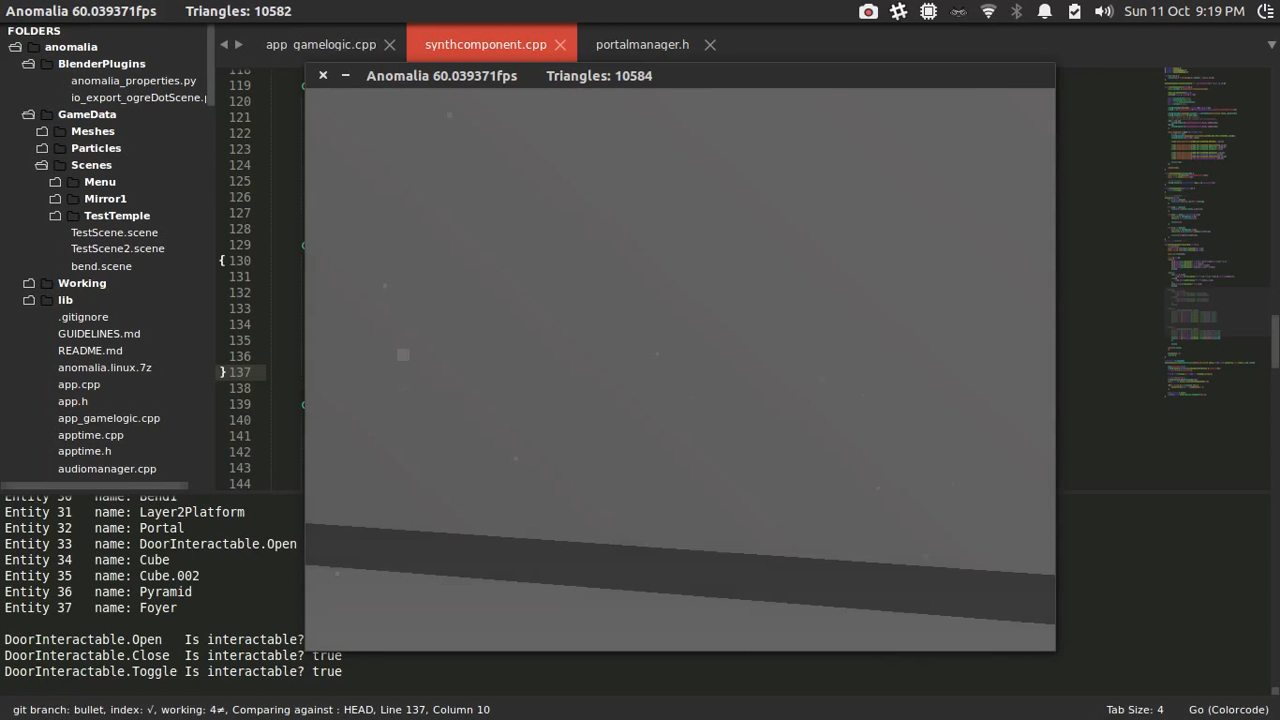 Anomalia 60.039371fps Triangles: 10582
Sun 11 Oct 9:19 PM
FOLDERS
anomalia
BlenderPlugins
anomalia_properties.py
io_export_ogreDotScene.p
GameData
Meshes
Particles
Scenes
Menu
Mirror1
TestTemple
TestScene.scene
TestScene2.scene
bend.scene
Working
lib
.gitignore
GUIDELINES.md
README.md
anomalia.linux.7z
app.cpp
app.h
app_gamelogic.cpp
apptime.cpp
apptime.h
audiomanager.cpp
app_gamelogic.cpp synthcomponent.cpp portalmanager.h
Anomalia 60.039371fps Triangles: 10584
118
119
120
121
122
123
124
125
126
127
128
129
{ 130
131
132
133
134
135
136
} 137
138
139
140
141
142
143
144
Entity 30 name: Bend1
Entity 31 name: Layer2Platform
Entity 32 name: Portal
Entity 33 name: DoorInteractable.Open
Entity 34 name: Cube
Entity 35 name: Cube.002
Entity 36 name: Pyramid
Entity 37 name: Foyer
DoorInteractable.Open Is interactable?
DoorInteractable.Close Is interactable? true
DoorInteractable.Toggle Is interactable? true
git branch: bullet, index: √, working: 4≠, Comparing against : HEAD, Line 137, Column 10
Tab Size: 4 Go (Colorcode)